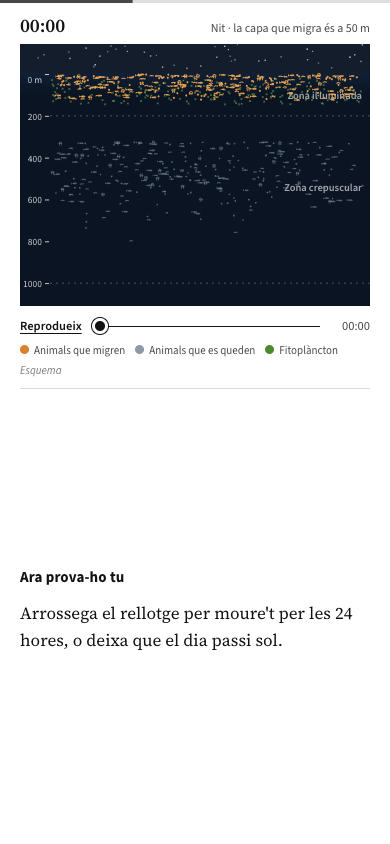 00:00
Nit · la capa que migra és a 50 m
0 m
Zona il·luminada
200
400
Zona crepuscular
600
800
1000
Reprodueix
00:00
Animals que migren
Animals que es queden
Fitoplàncton
Esquema
Ara prova-ho tu
Arrossega el rellotge per moure't per les 24
hores, o deixa que el dia passi sol.